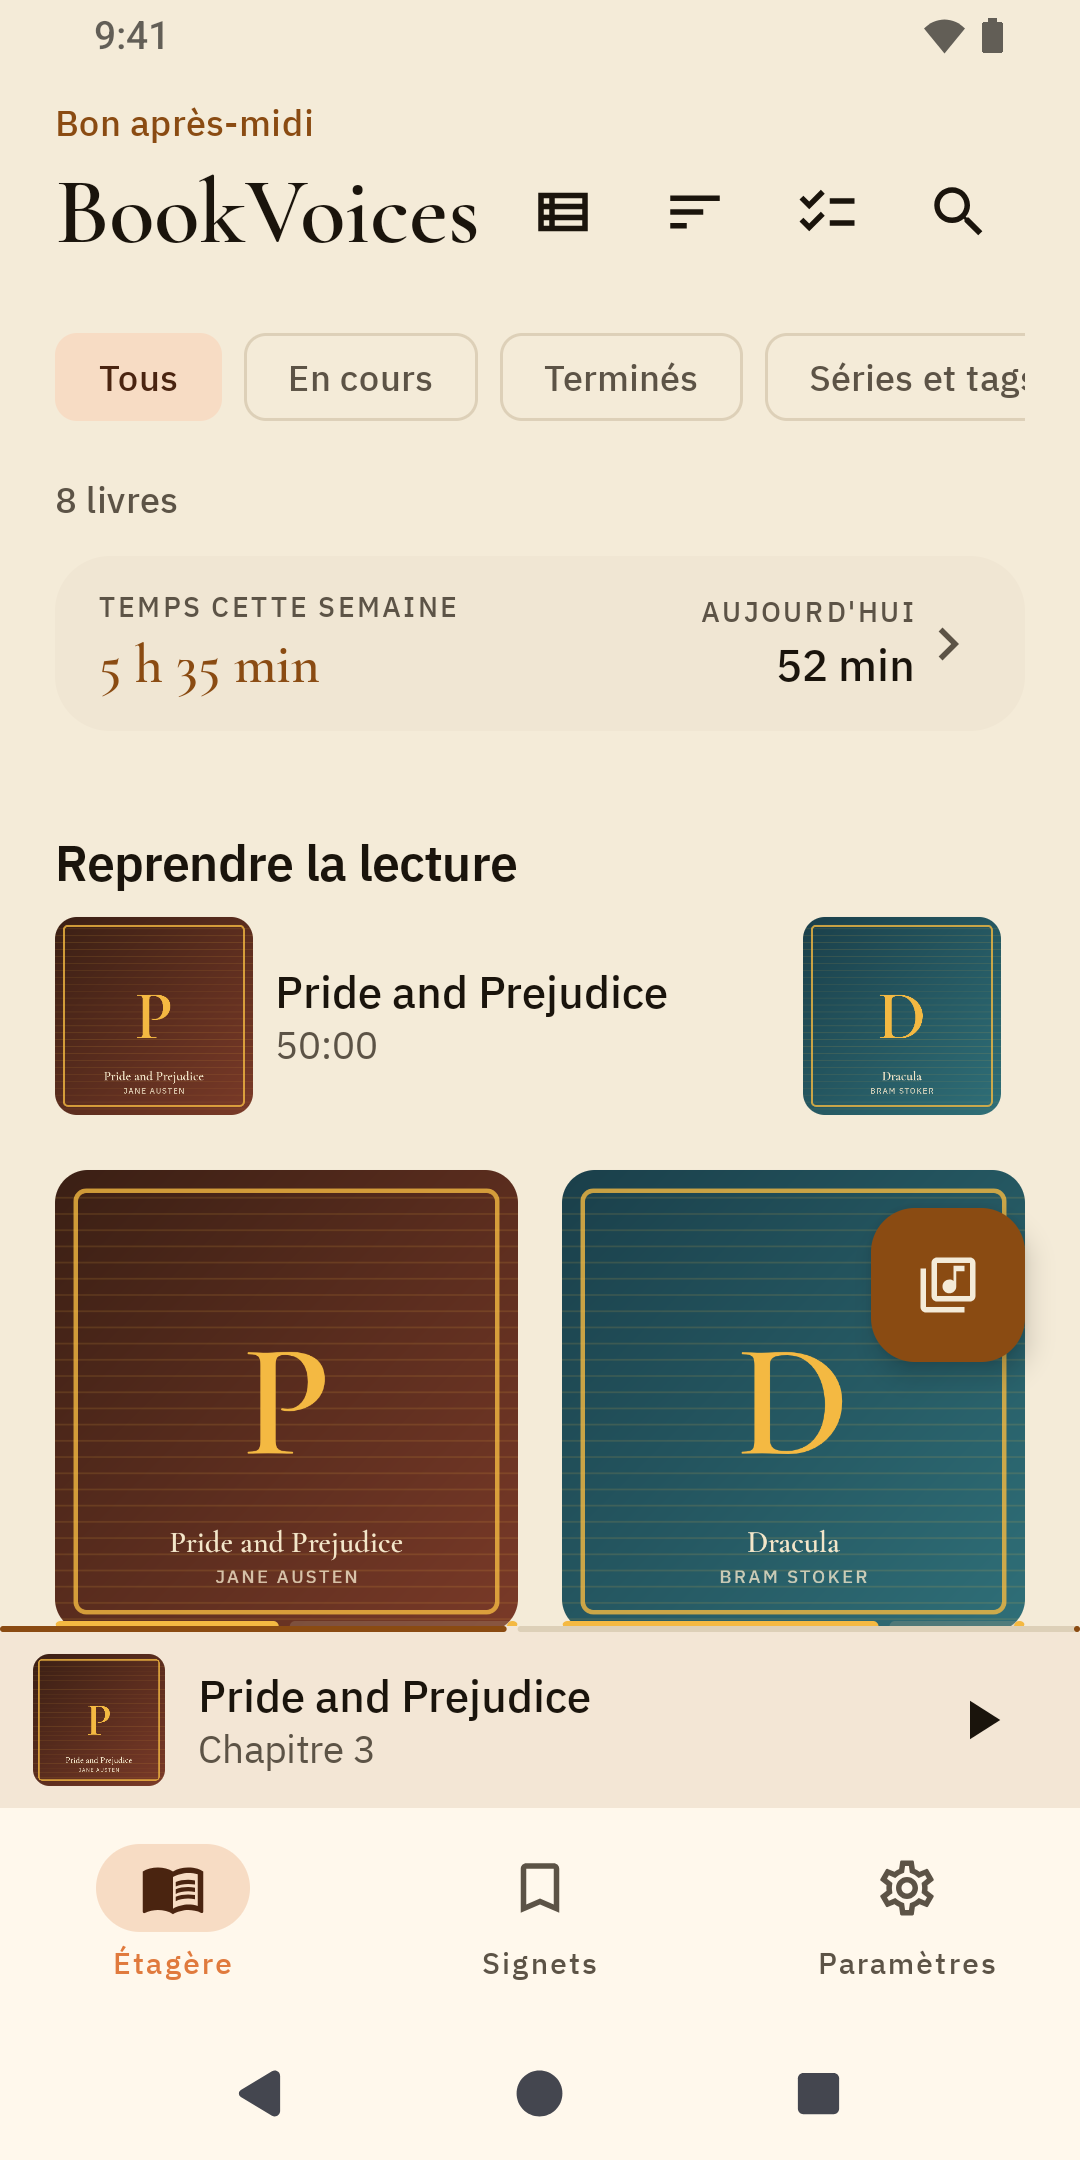 9:41
Bon après-midi
BookVoices
Tous
En cours
Terminés
Séries et tags
8 livres
TEMPS CETTE SEMAINE
5 h 35 min
AUJOURD'HUI
52 min
Reprendre la lecture
P
Pride and Prejudice
JANE AUSTEN
Pride and Prejudice
50:00
D
Dracula
BRAM STOKER
P
Pride and Prejudice
JANE AUSTEN
D
Dracula
BRAM STOKER
P
Pride and Prejudice
JANE AUSTEN
Pride and Prejudice
Chapitre 3
Étagère
Signets
Paramètres